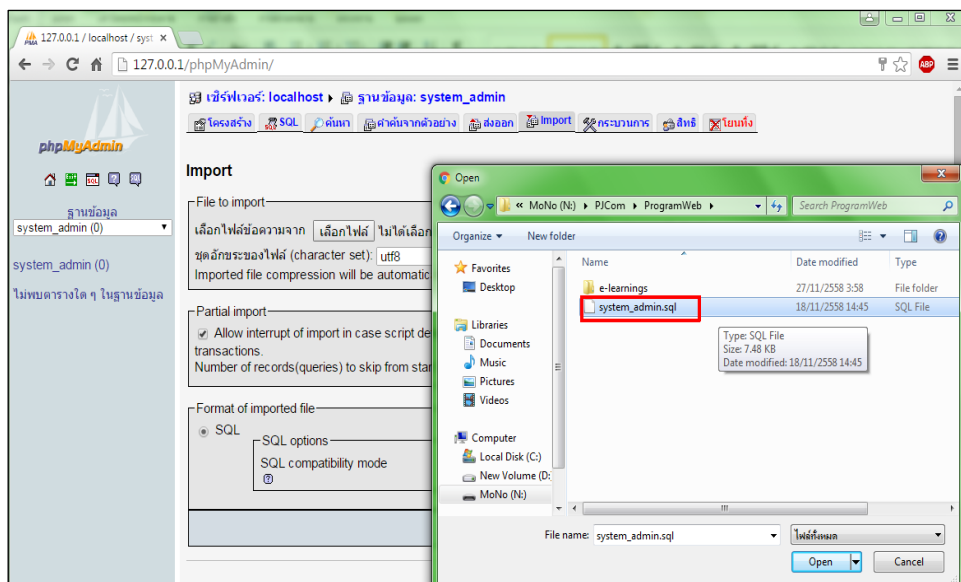 127.0.0.1 / localhost / syst
127.0.0.1/phpMyAdmin/
ABP
phpMyAdmin
ฐานข้อมูล
system_admin (0)
system_admin (0)
ไม่พบตารางใด ๆ ในฐานข้อมูล
เซิร์ฟเวอร์: localhost ▸ ฐานข้อมูล: system_admin
โครงสร้าง SQL ค้นหา คำค้นจากตัวอย่าง ส่งออก Import กระบวนการ สิทธิ โยนทิ้ง
Import
File to import
เลือกไฟล์ข้อความจาก เลือกไฟล์ ไม่ได้เลือก
ชุดอักขระของไฟล์ (character set): utf8
Imported file compression will be automatic
Partial import
Allow interrupt of import in case script de
transactions.
Number of records(queries) to skip from star
Format of imported file
SQL
SQL options
SQL compatibility mode
Open
« MoNo (N:) ▸ PJCom ▸ ProgramWeb ▸
Search ProgramWeb
Organize New folder
Name Date modified Type
e-learnings 27/11/2558 3:58 File folder
system_admin.sql 18/11/2558 14:45 SQL File
Type: SQL File
Size: 7.48 KB
Date modified: 18/11/2558 14:45
Favorites
Desktop
Libraries
Documents
Music
Pictures
Videos
Computer
Local Disk (C:)
New Volume (D:
MoNo (N:)
File name: system_admin.sql ไฟล์ทั้งหมด
Open Cancel